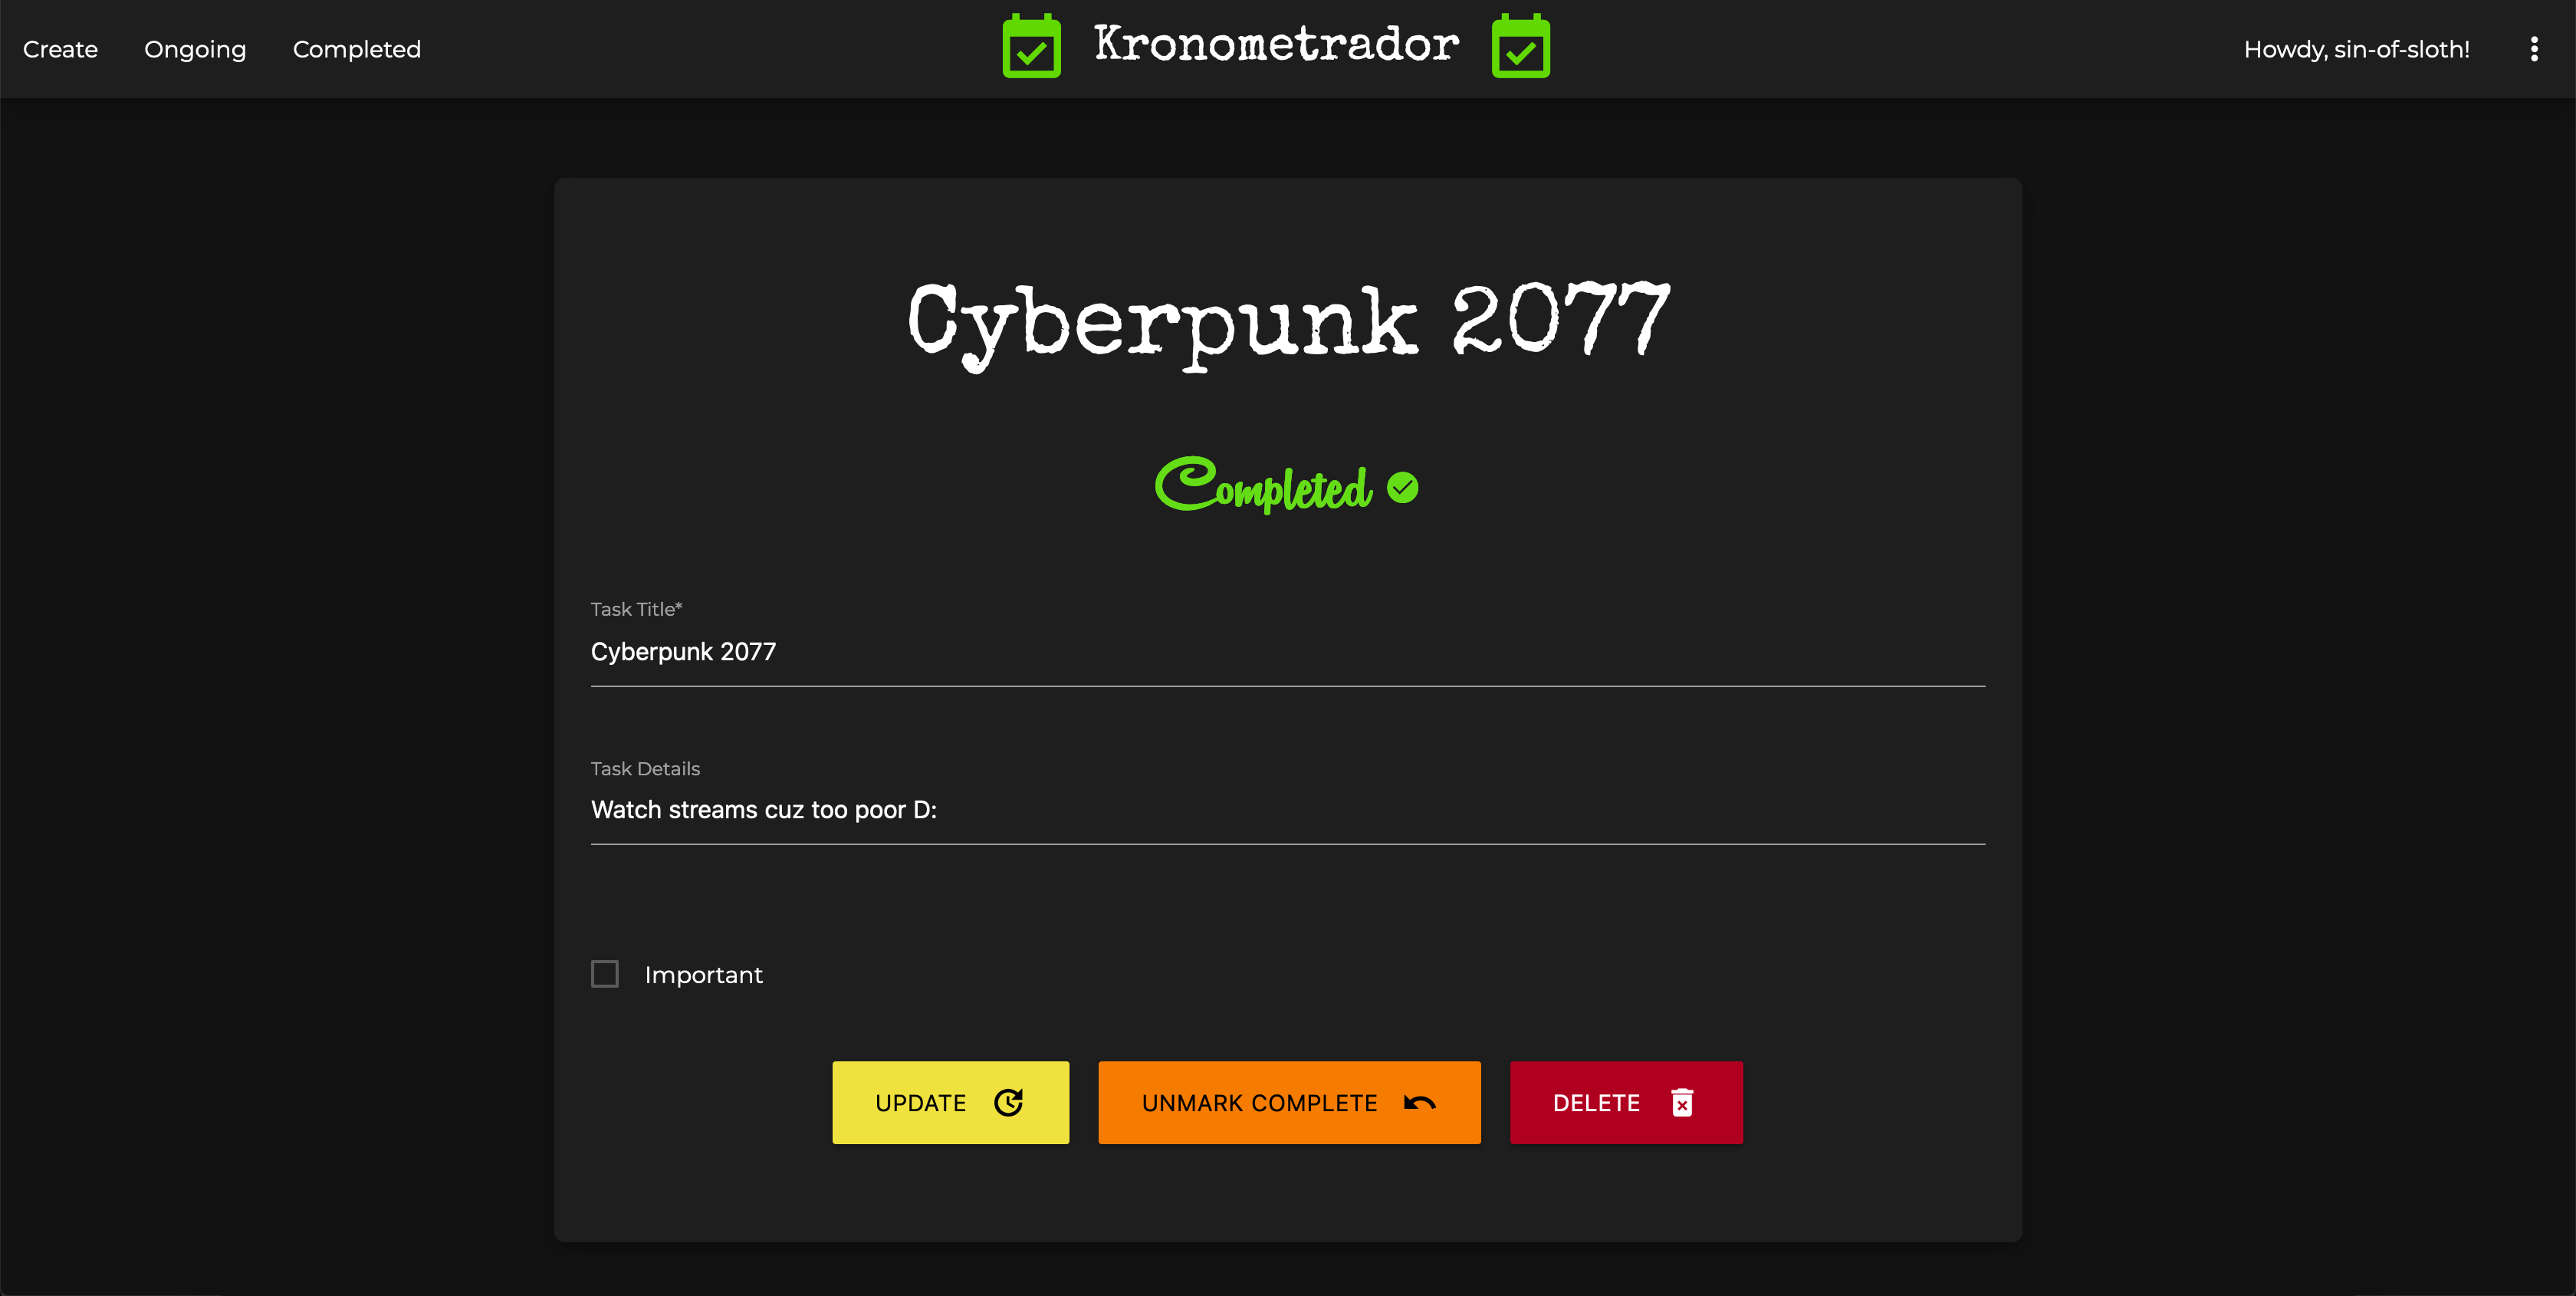 Create Ongoing Completed Kronometrador Howdy, sin-of-sloth!
Cyberpunk 2077
Completed
Task Title*
Cyberpunk 2077
Task Details
Watch streams cuz too poor D:
Important
UPDATE UNMARK COMPLETE DELETE